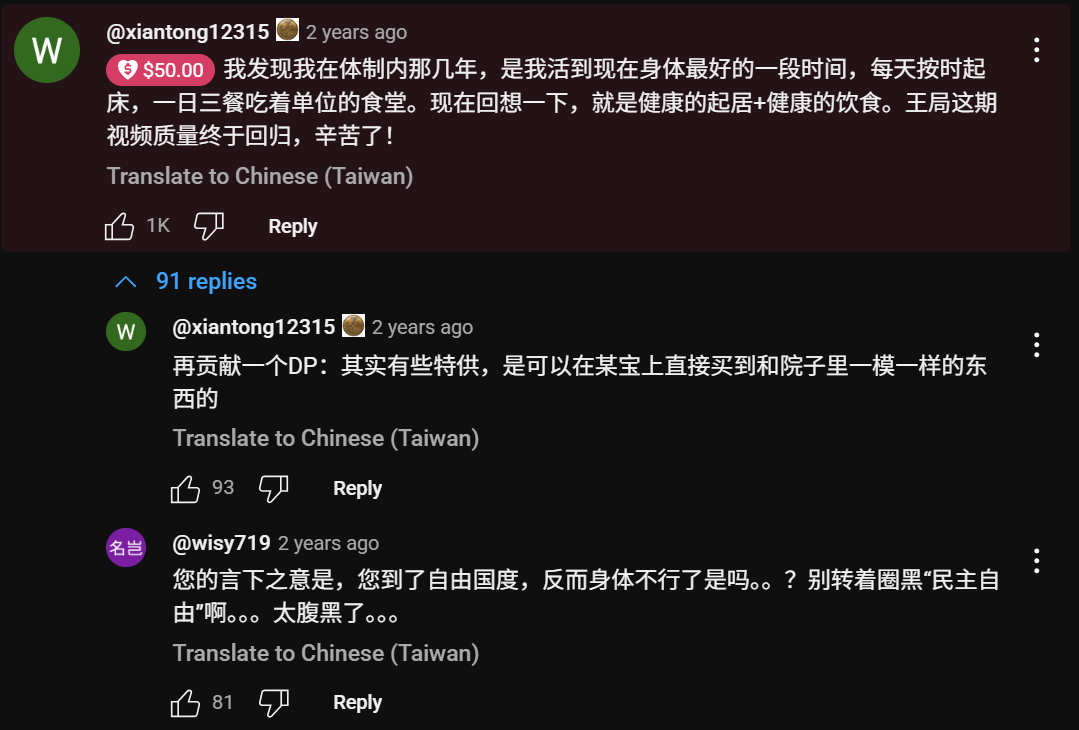 W
@xiantong12315 2 years ago
$50.00 我发现我在体制内那几年，是我活到现在身体最好的一段时间，每天按时起
床，一日三餐吃着单位的食堂。现在回想一下，就是健康的起居+健康的饮食。王局这期
视频质量终于回归，辛苦了！
Translate to Chinese (Taiwan)
1K Reply
91 replies
W
@xiantong12315 2 years ago
再贡献一个DP：其实有些特供，是可以在某宝上直接买到和院子里一模一样的东
西的
Translate to Chinese (Taiwan)
93 Reply
名岂
@wisy719 2 years ago
您的言下之意是，您到了自由国度，反而身体不行了是吗。。？别转着圈黑“民主自
由”啊。。。太腹黑了。。。
Translate to Chinese (Taiwan)
81 Reply